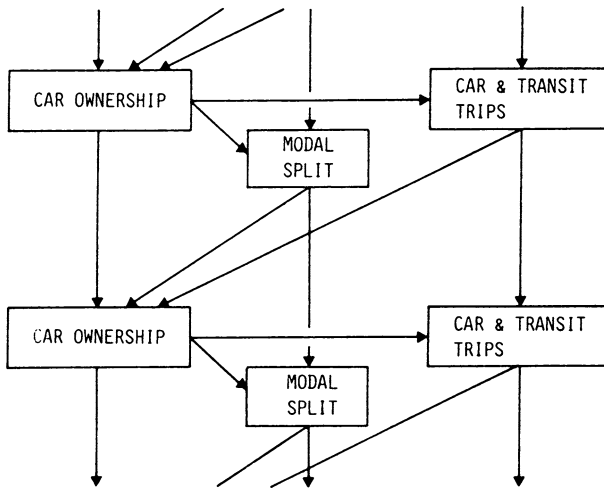 CAR OWNERSHIP
CAR & TRANSIT
TRIPS
MODAL
SPLIT
CAR OWNERSHIP
CAR & TRANSIT
TRIPS
MODAL
SPLIT